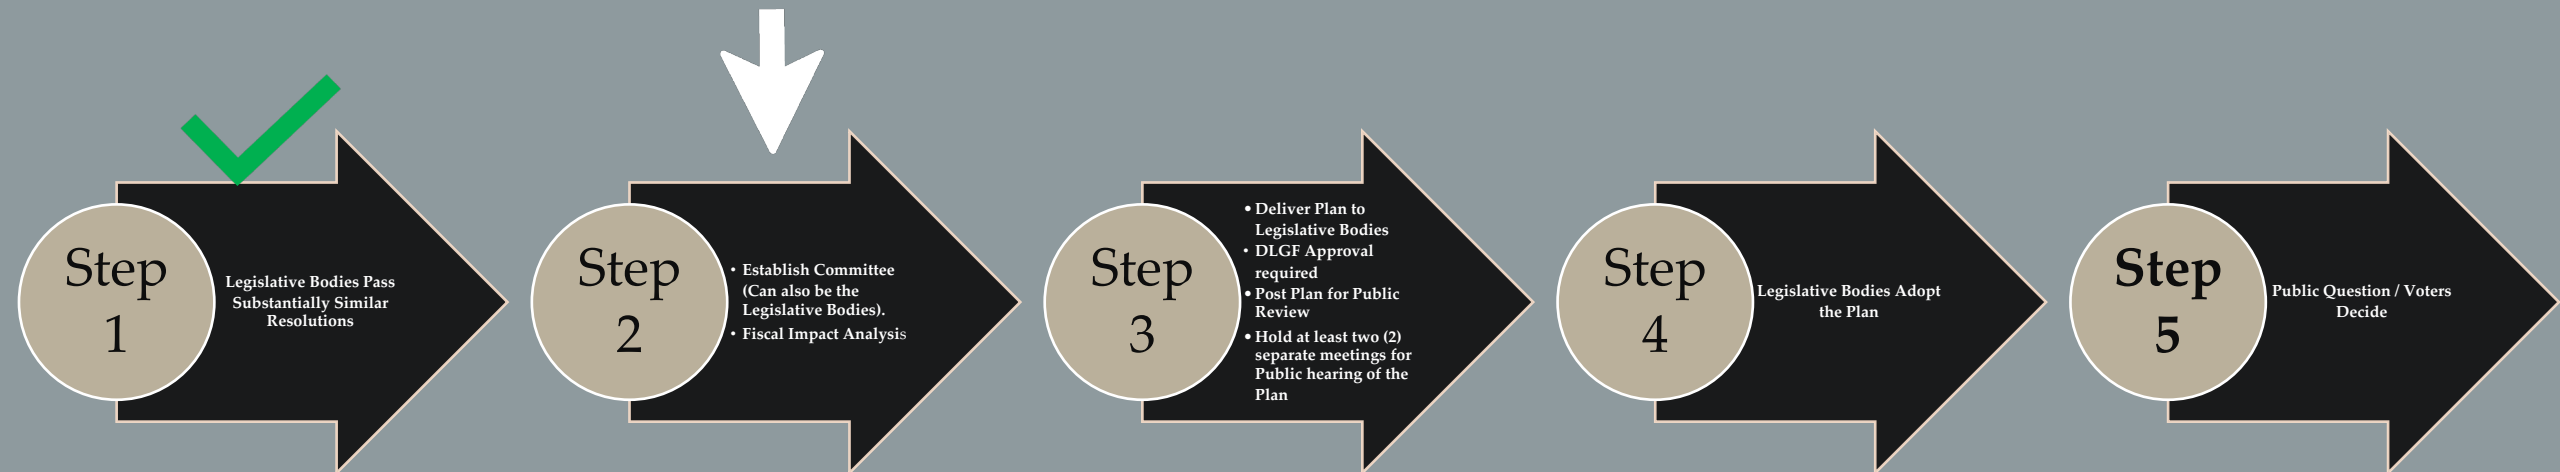 Step
1
Legislative Bodies Pass
Substantially Similar
Resolutions
Step
2
• Establish Committee
(Can also be the
Legislative Bodies).
• Fiscal Impact Analysis
Step
3
• Deliver Plan to
Legislative Bodies
• DLGF Approval
required
• Post Plan for Public
Review
• Hold at least two (2)
separate meetings for
Public hearing of the
Plan
Step
4
Legislative Bodies Adopt
the Plan
Step
5
Public Question / Voters
Decide